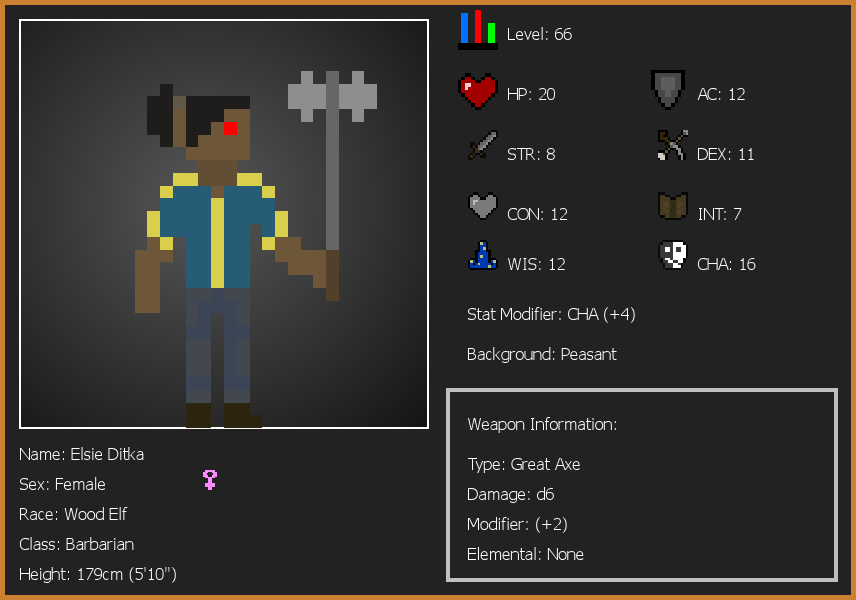 Level: 66
HP: 20
AC: 12
STR: 8
DEX: 11
CON: 12
INT: 7
WIS: 12
CHA: 16
Stat Modifier: CHA (+4)
Background: Peasant
Weapon Information:
Type: Great Axe
Damage: d6
Modifier: (+2)
Elemental: None
Name: Elsie Ditka
Sex: Female
Race: Wood Elf
Class: Barbarian
Height: 179cm (5'10")